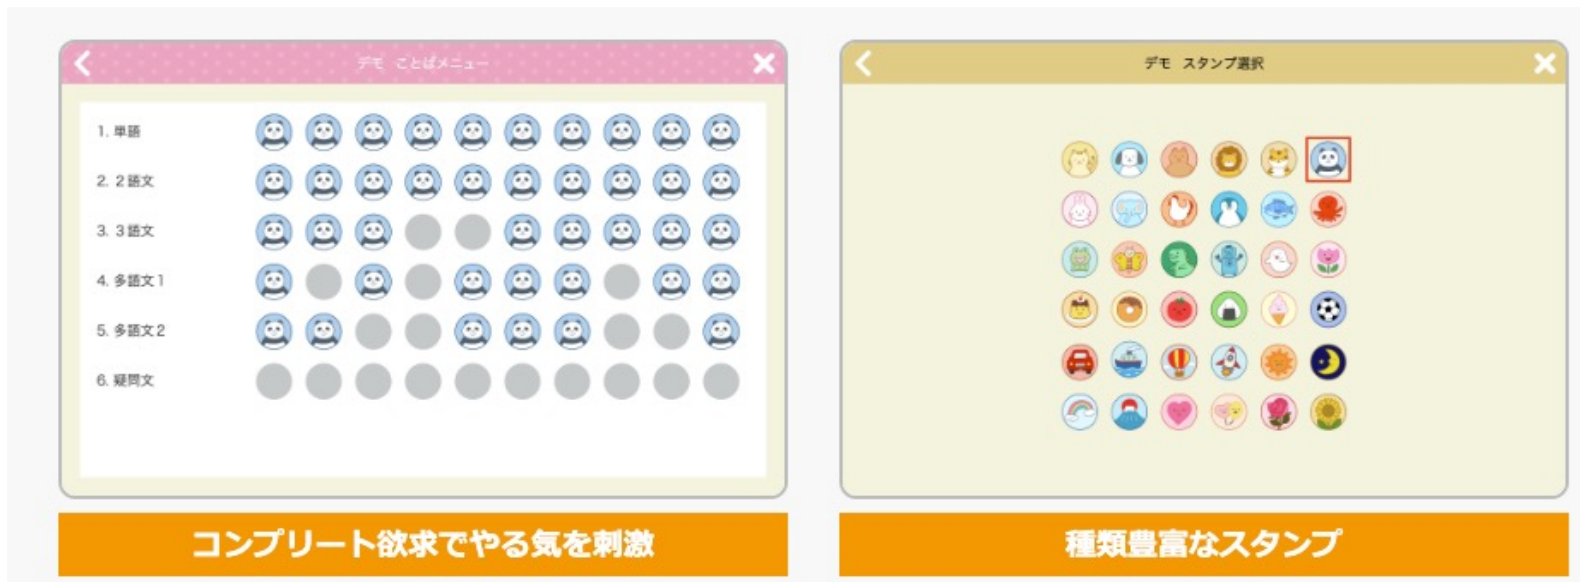 デモ ことばメニュー
1. 単語
2. 2語文
3. 3語文
4. 多語文1
5. 多語文2
6. 疑問文
コンプリート欲求でやる気を刺激
デモ スタンプ選択
種類豊富なスタンプ